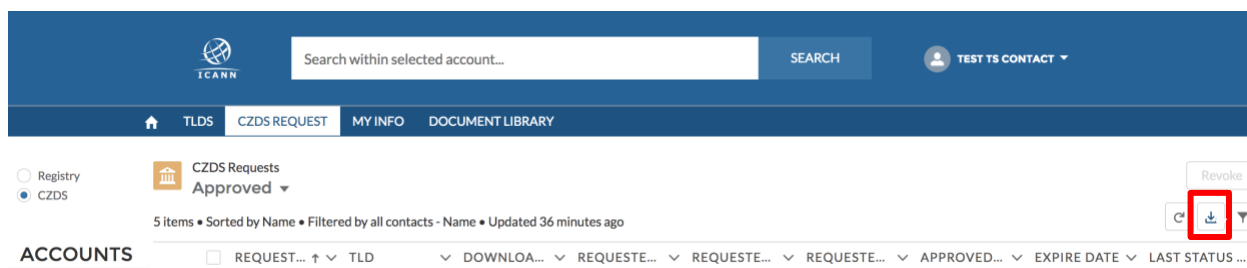 ICANN
Search within selected account...
SEARCH
TEST TS CONTACT
TLDS CZDS REQUEST MY INFO DOCUMENT LIBRARY
Registry
CZDS
CZDS Requests
Approved
Revoke
5 items • Sorted by Name • Filtered by all contacts - Name • Updated 36 minutes ago
ACCOUNTS
REQUEST... TLD DOWNLOA... REQUESTE... REQUESTE... REQUESTE... APPROVED... EXPIRE DATE LAST STATUS ...